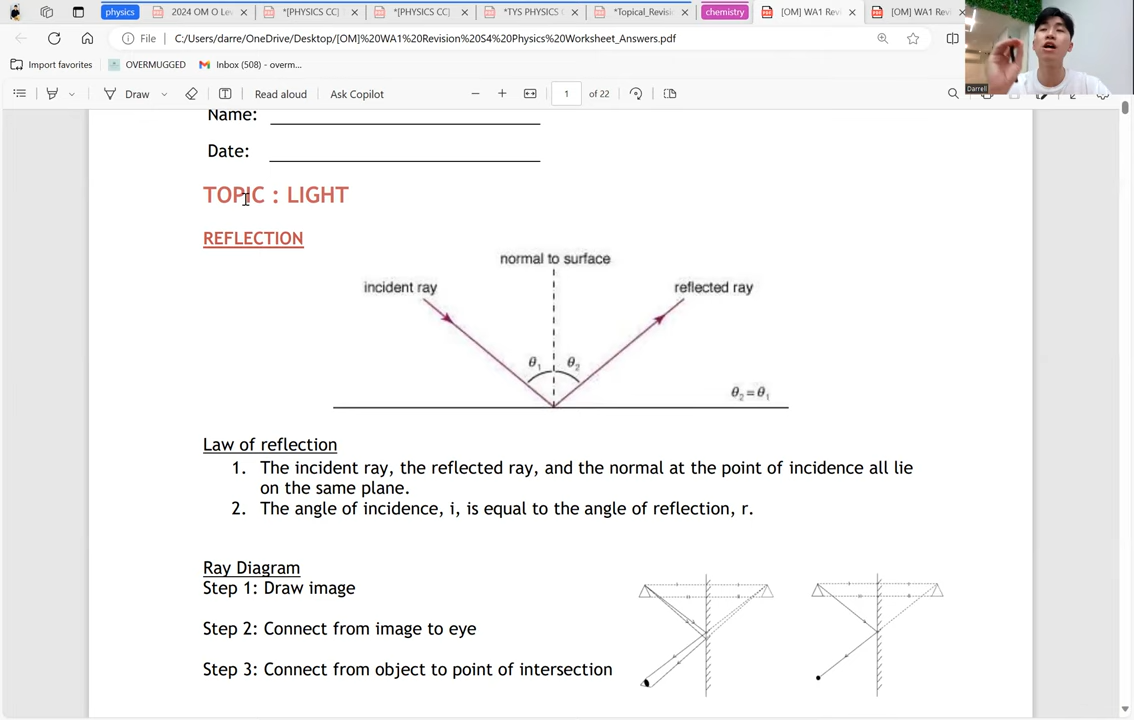 physics
2024 OM O Le
*[PHYSICS CC]
*[PHYSICS CC]
*TYS PHYSICS
*Topical_Revis
chemistry
[OM] WA1 Revi
[OM] WA1 Revi
File
C:/Users/darre/OneDrive/Desktop/[OM]%20WA1%20Revision%20S4%20Physics%20Worksheet_Answers.pdf
Import favorites
OVERMUGGED
Inbox (508) - overm...
Draw
Read aloud
Ask Copilot
1
of 22
Darrell
Name:
Date:
TOPIC : LIGHT
REFLECTION
normal to surface
incident ray
reflected ray
θ1
θ2
θ2 = θ1
Law of reflection
1. The incident ray, the reflected ray, and the normal at the point of incidence all lie
on the same plane.
2. The angle of incidence, i, is equal to the angle of reflection, r.
Ray Diagram
Step 1: Draw image
Step 2: Connect from image to eye
Step 3: Connect from object to point of intersection